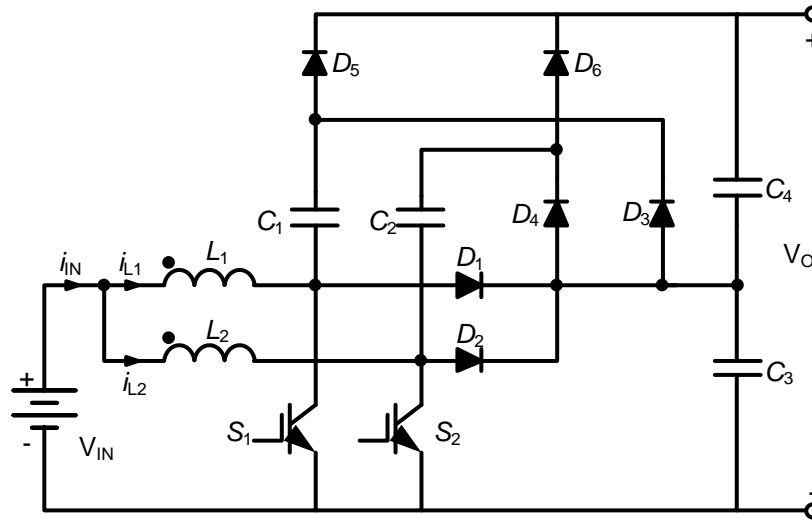 D5
D6
+
C1
C2
D4
D3
C4
VO
iIN
iL1
L1
D1
L2
D2
iL2
C3
+
-
VIN
S1
S2
-